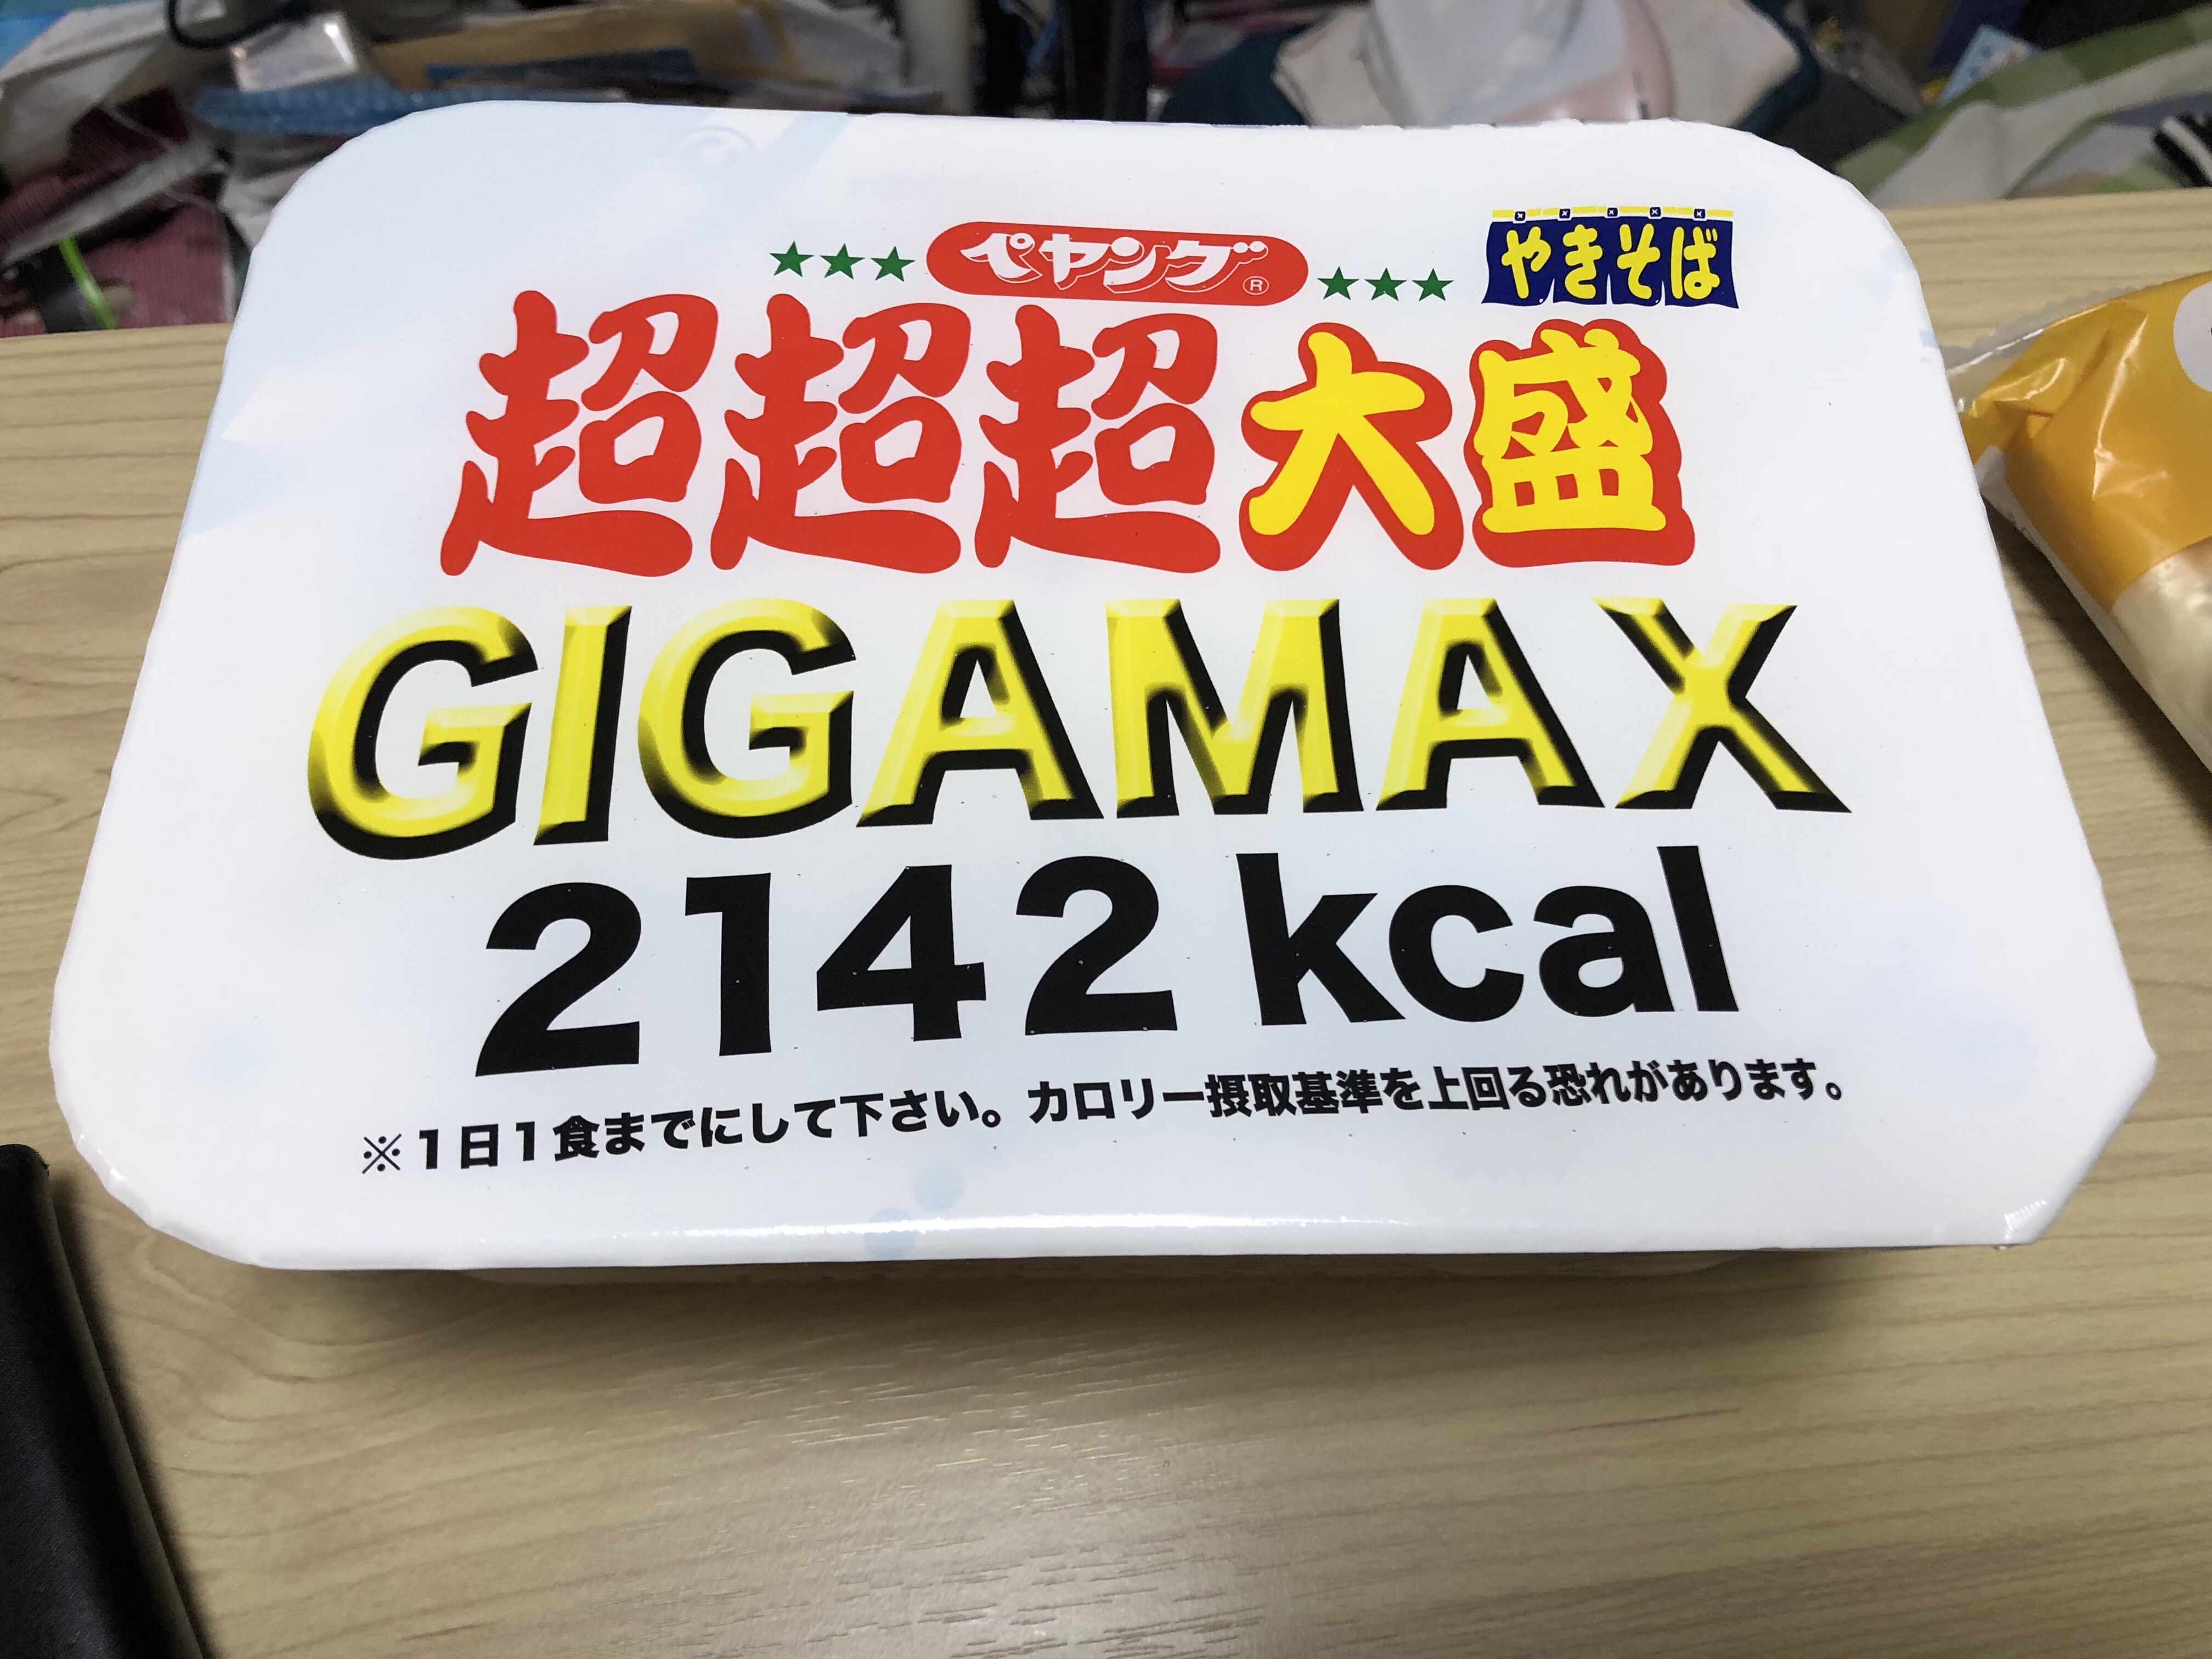 ★★★ペヤング®★★★
やきそば
超超超大盛
GIGAMAX
2142kcal
※1日1食までにして下さい。カロリー摂取基準を上回る恐れがあります。